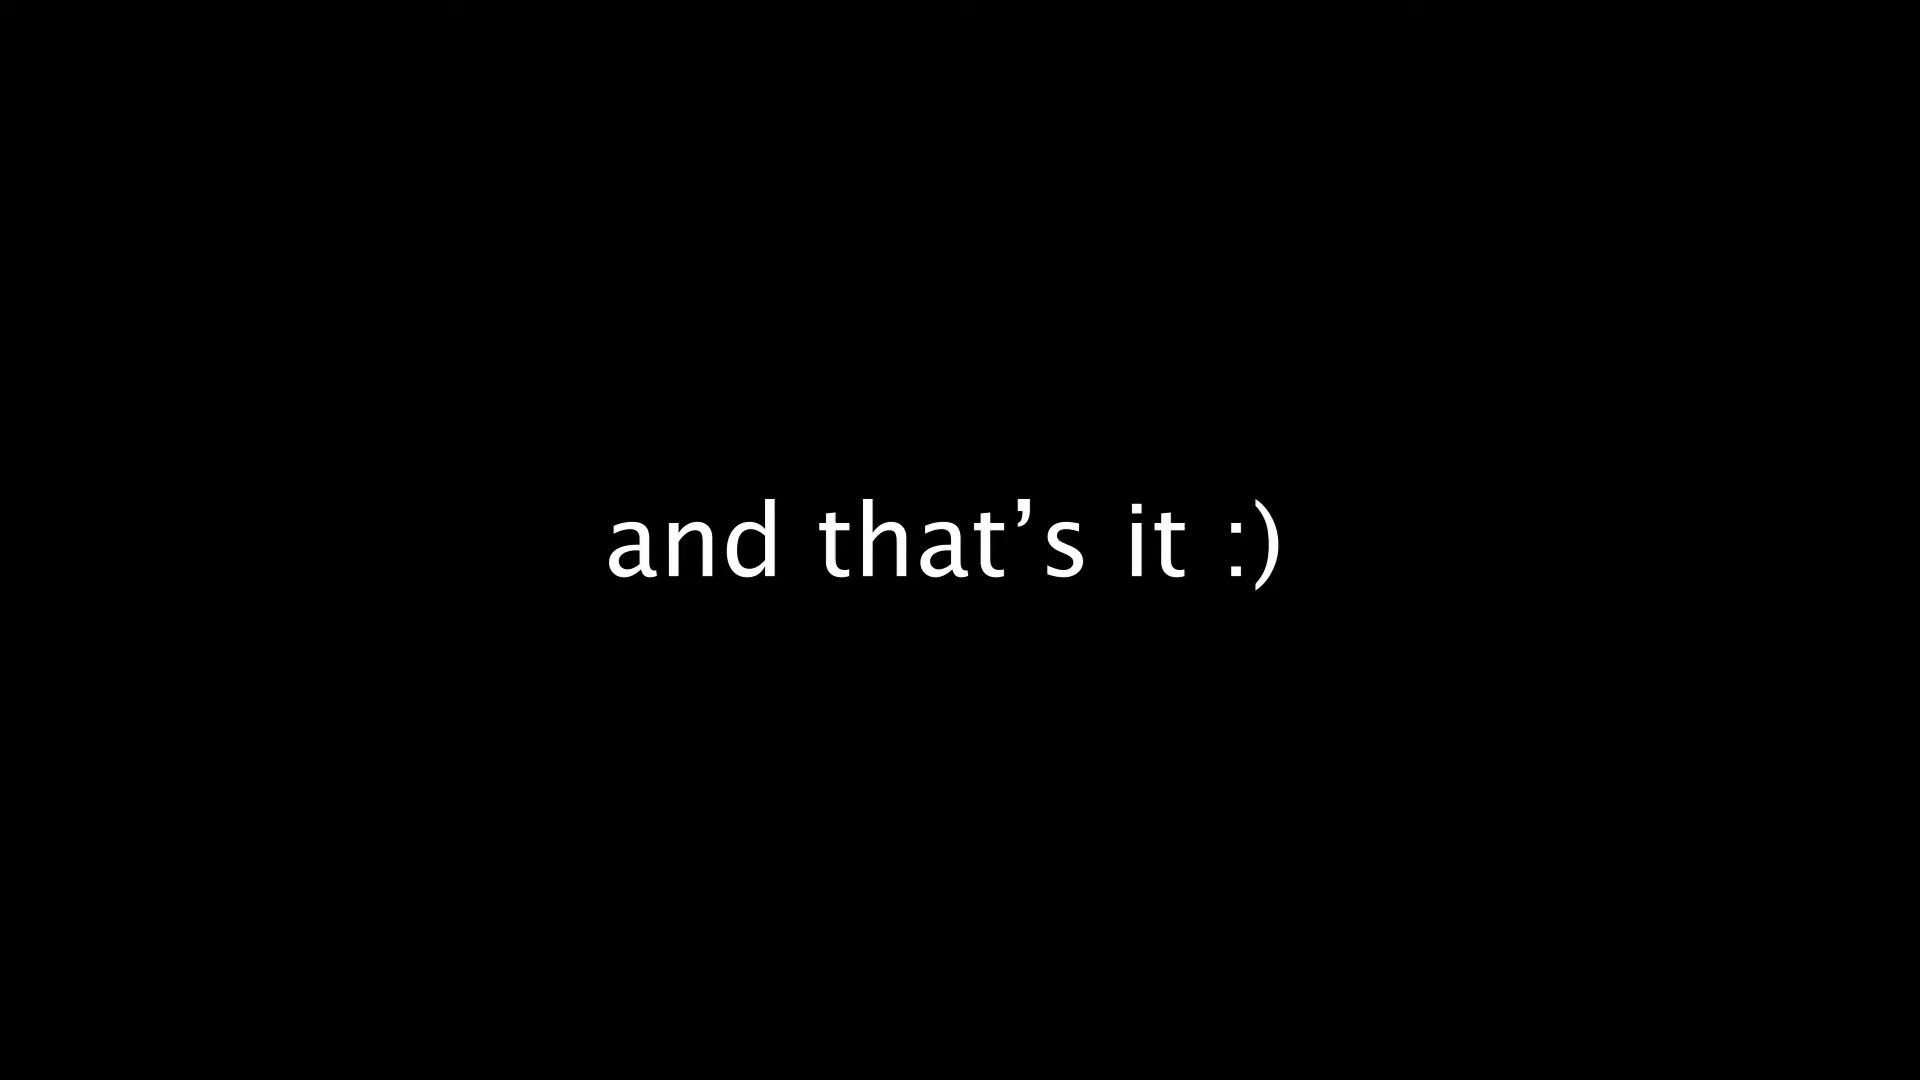 and that’s it :)